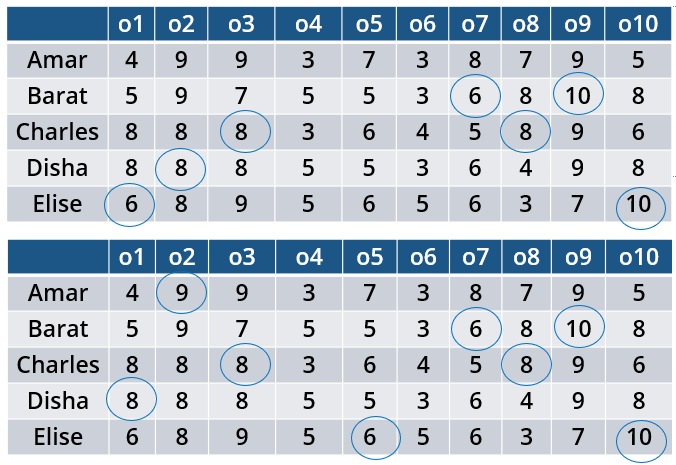 o1 o2 o3 o4 o5 o6 o7 o8 o9 o10
Amar 4 9 9 3 7 3 8 7 9 5
Barat 5 9 7 5 5 3 6 8 10 8
Charles 8 8 8 3 6 4 5 8 9 6
Disha 8 8 8 5 5 3 6 4 9 8
Elise 6 8 9 5 6 5 6 3 7 10
o1 o2 o3 o4 o5 o6 o7 o8 o9 o10
Amar 4 9 9 3 7 3 8 7 9 5
Barat 5 9 7 5 5 3 6 8 10 8
Charles 8 8 8 3 6 4 5 8 9 6
Disha 8 8 8 5 5 3 6 4 9 8
Elise 6 8 9 5 6 5 6 3 7 10